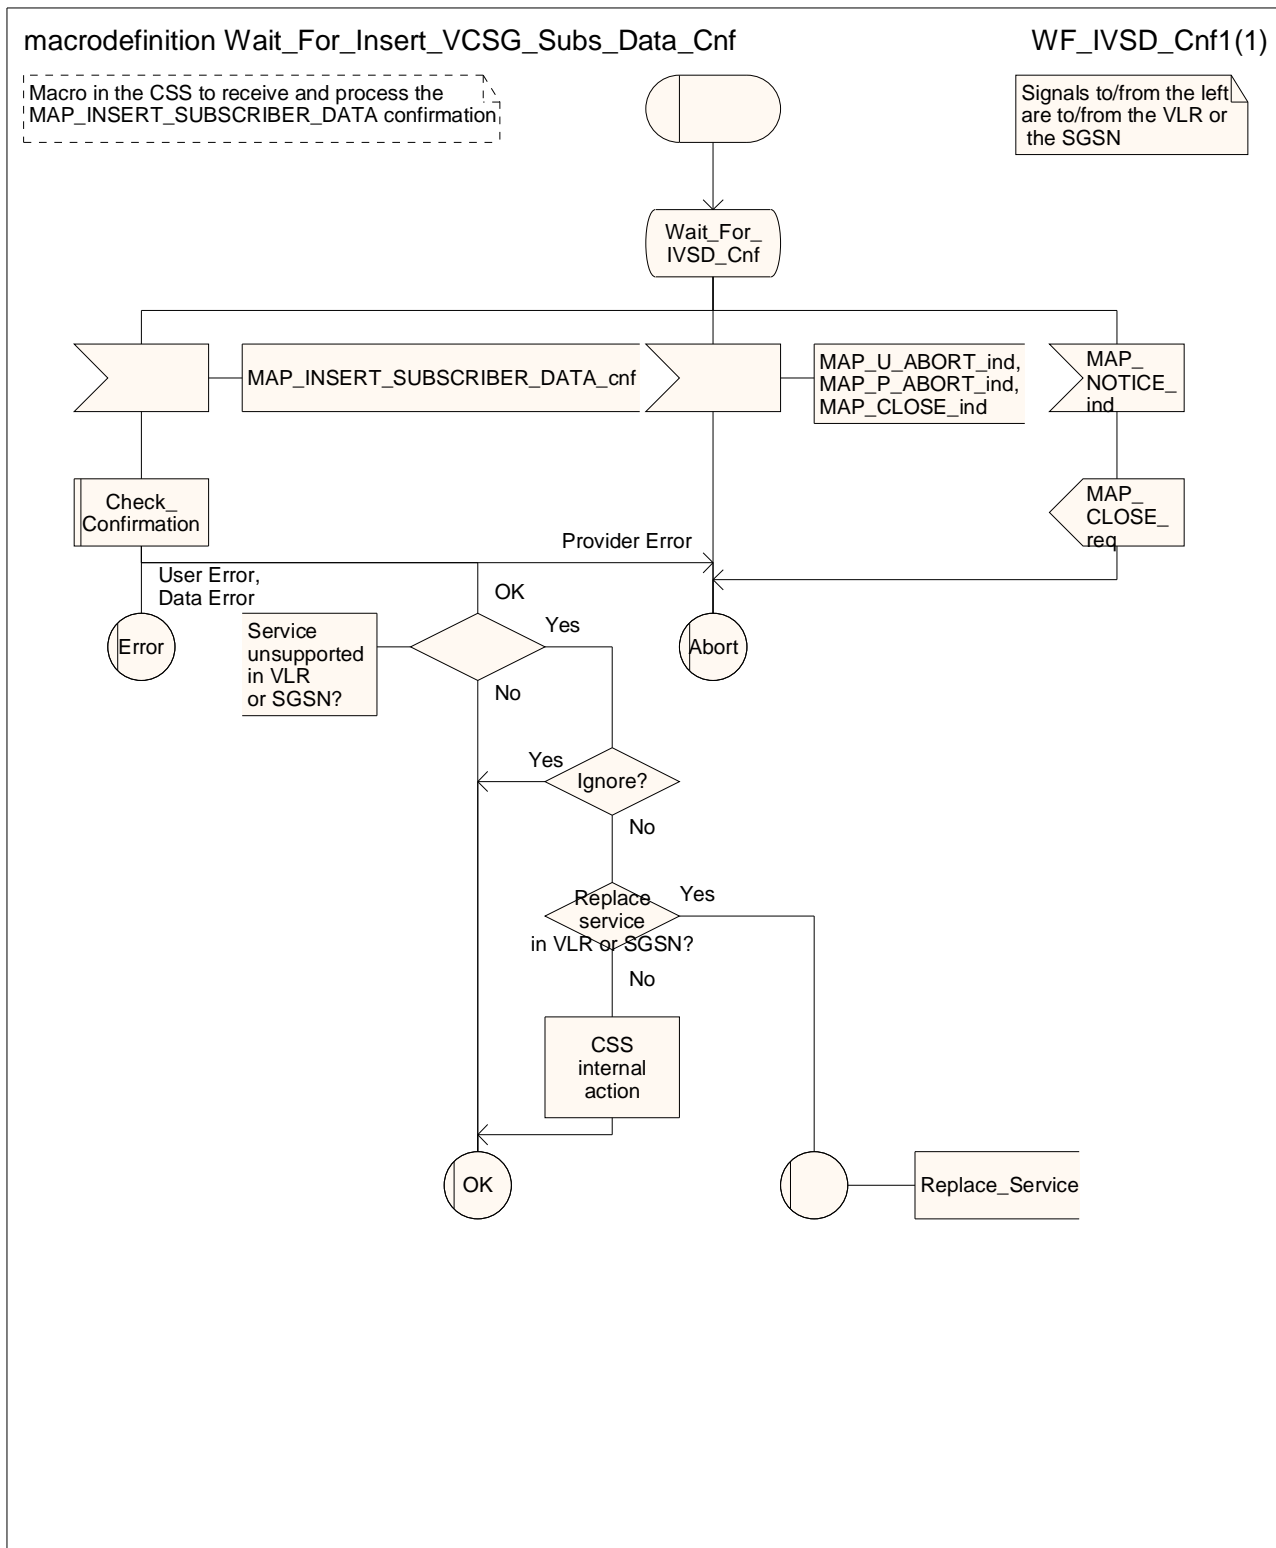 macrodefinition Wait_For_Insert_VCSG_Subs_Data_Cnf
WF_IVSD_Cnf1(1)
Macro in the CSS to receive and process the
MAP_INSERT_SUBSCRIBER_DATA confirmation
Signals to/from the left
are to/from the VLR or
the SGSN
Wait_For_
IVSD_Cnf
MAP_INSERT_SUBSCRIBER_DATA_cnf
MAP_U_ABORT_ind,
MAP_P_ABORT_ind,
MAP_CLOSE_ind
MAP_
NOTICE_
ind
Check_
Confirmation
MAP_
CLOSE_
req
Provider Error
User Error,
Data Error
OK
Error
Service
unsupported
in VLR
or SGSN?
Yes
Abort
No
Yes
Ignore?
No
Replace
service
in VLR or SGSN?
Yes
No
CSS
internal
action
OK
Replace_Service